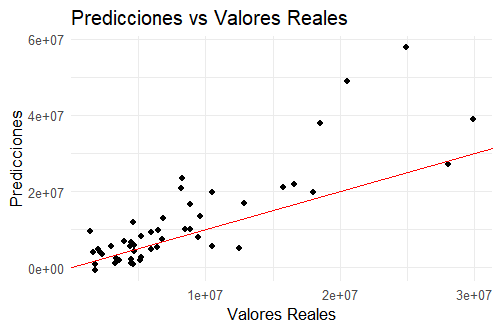 Predicciones vs Valores Reales
6e+07
4e+07
2e+07
0e+00
Predicciones
1e+07 2e+07 3e+07
Valores Reales